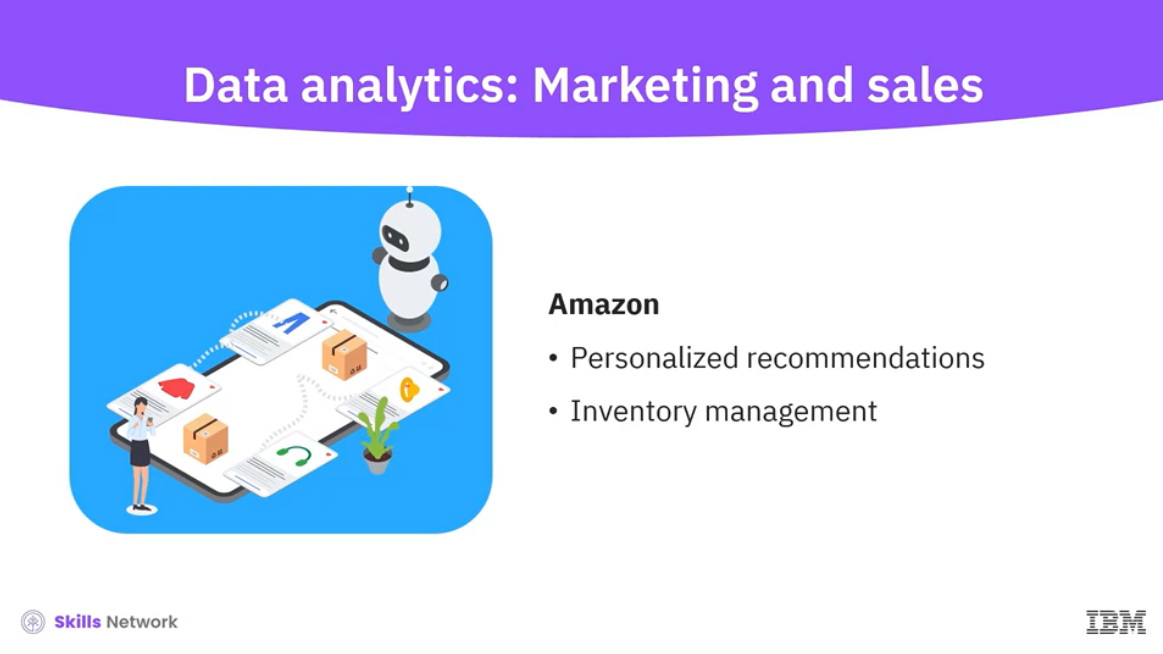 Data analytics: Marketing and sales
Amazon
• Personalized recommendations
• Inventory management
Skills Network
IBM